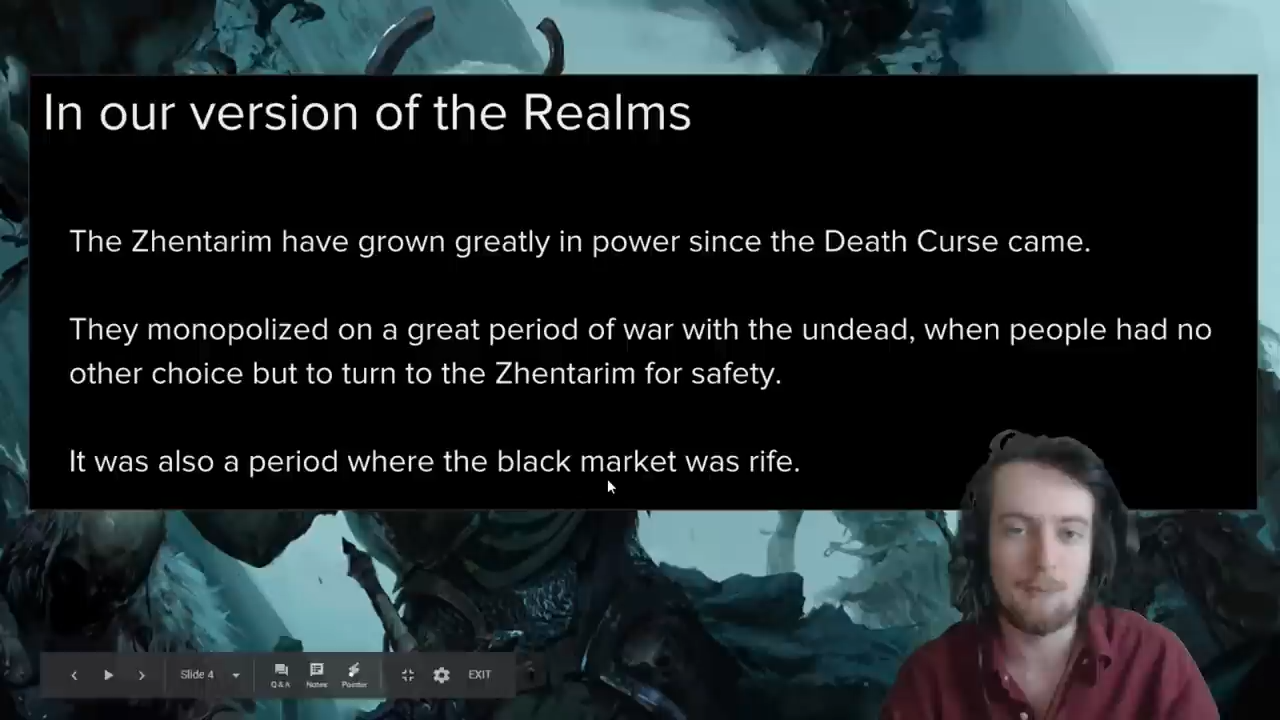 In our version of the Realms
The Zhentarim have grown greatly in power since the Death Curse came.
They monopolized on a great period of war with the undead, when people had no
other choice but to turn to the Zhentarim for safety.
It was also a period where the black market was rife.
Slide 4
Q&A
Notes
Pointer
EXIT